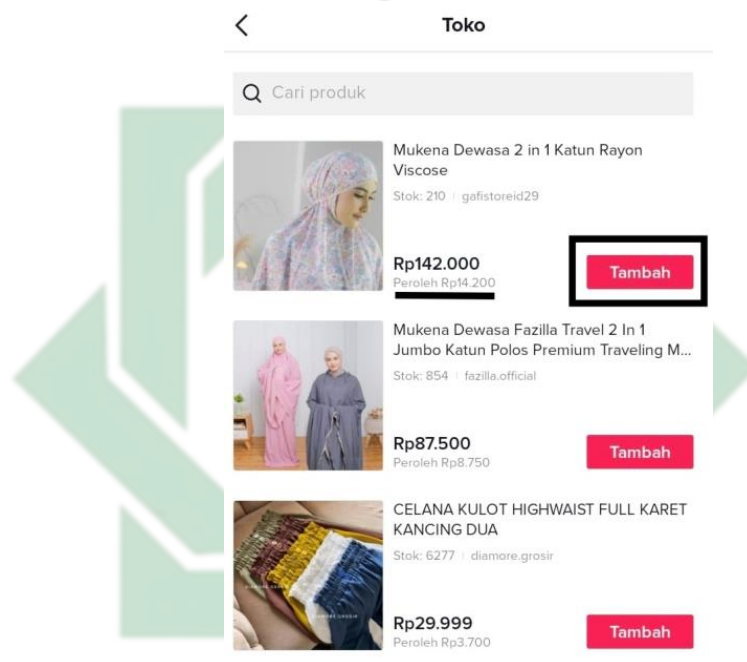 Toko
Cari produk
Mukena Dewasa 2 in 1 Katun Rayon
Viscose
Stok: 210 | gafistoreid29
Rp142.000
Peroleh Rp14.200
Tambah
Mukena Dewasa Fazilla Travel 2 In 1
Jumbo Katun Polos Premium Traveling M...
Stok: 854 | fazilla.official
Rp87.500
Peroleh Rp8.750
Tambah
CELANA KULOT HIGHWAIST FULL KARET
KANCING DUA
Stok: 6277 | diamore.grosir
Rp29.999
Peroleh Rp3.700
Tambah